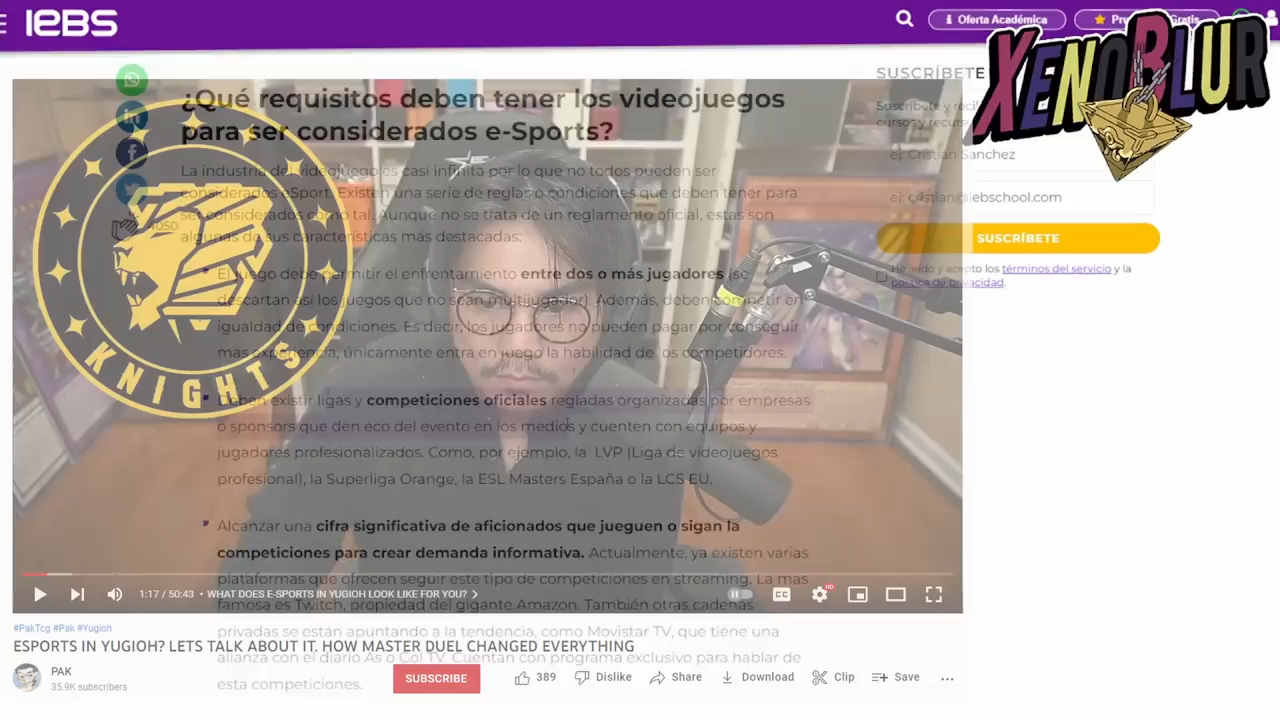 IEBS
Oferta Académica
Gratis
XENOBLUR
SUSCRÍBETE
Suscríbete y
cursos y
ej: Cristian Sanchez
ej: cristian@iebschool.com
SUSCRÍBETE
He leído y acepto los términos del servicio y la
política de privacidad.
¿Qué requisitos deben tener los videojuegos
para ser considerados e-Sports?
La industria del videojuego es casi infinita por lo que no todos pueden ser
considerados eSport. Existen una serie de reglas o condiciones que deben tener para
ser considerados como tal. Aunque no se trata de un reglamento oficial, estas son
algunas de sus características más destacadas:
4050
El juego debe permitir el enfrentamiento entre dos o más jugadores (se
descartan así los juegos que no sean multijugador). Además, deben competir en
igualdad de condiciones. Es decir, los jugadores no pueden pagar por conseguir
más experiencia, únicamente entra en juego la habilidad de los competidores.
Deben existir ligas y competiciones oficiales regladas organizadas por empresas
o sponsors que den eco del evento en los medios y cuenten con equipos y
jugadores profesionalizados. Como, por ejemplo, la LVP (Liga de videojuegos
profesional), la Superliga Orange, la ESL Masters España o la LCS EU.
Alcanzar una cifra significativa de aficionados que jueguen o sigan la
competiciones para crear demanda informativa. Actualmente, ya existen varias
plataformas que ofrecen seguir este tipo de competiciones en streaming. La mas
famosa es Twitch, propiedad del gigante Amazon. También otras cadenas
privadas se están apuntando a la tendencia, como Movistar TV, que tiene una
alianza con el diario As o Gol TV. Cuentan con programa exclusivo para hablar de
esta competiciones.
KNIGHTS
1:17 / 50:43 • WHAT DOES E-SPORTS IN YUGIOH LOOK LIKE FOR YOU?
CC
HD
#PakTcg #Pak #Yugioh
ESPORTS IN YUGIOH? LETS TALK ABOUT IT. HOW MASTER DUEL CHANGED EVERYTHING
PAK
35.9K subscribers
SUBSCRIBE
389
Dislike
Share
Download
Clip
Save